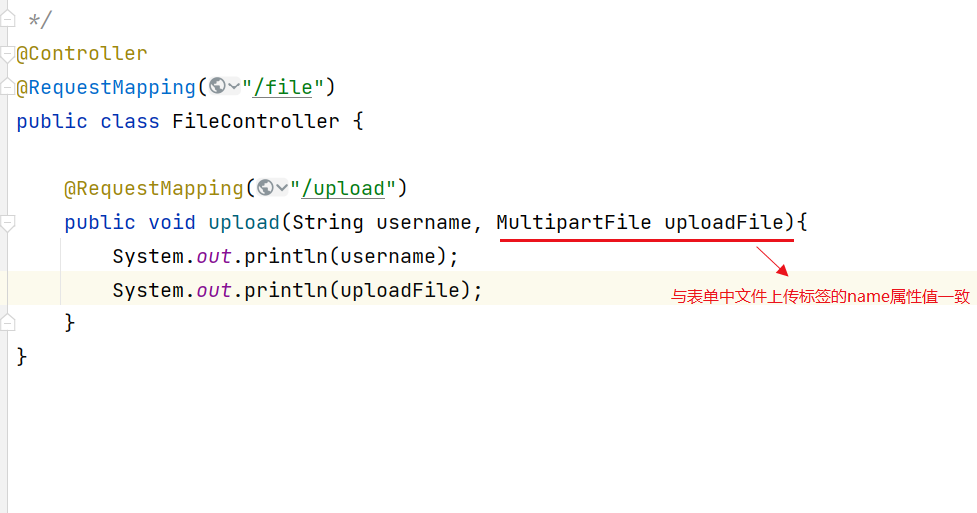 */
@Controller
@RequestMapping("/file")
public class FileController {
@RequestMapping("/upload")
public void upload(String username, MultipartFile uploadFile){
System.out.println(username);
System.out.println(uploadFile);
与表单中文件上传标签的name属性值一致
}
}